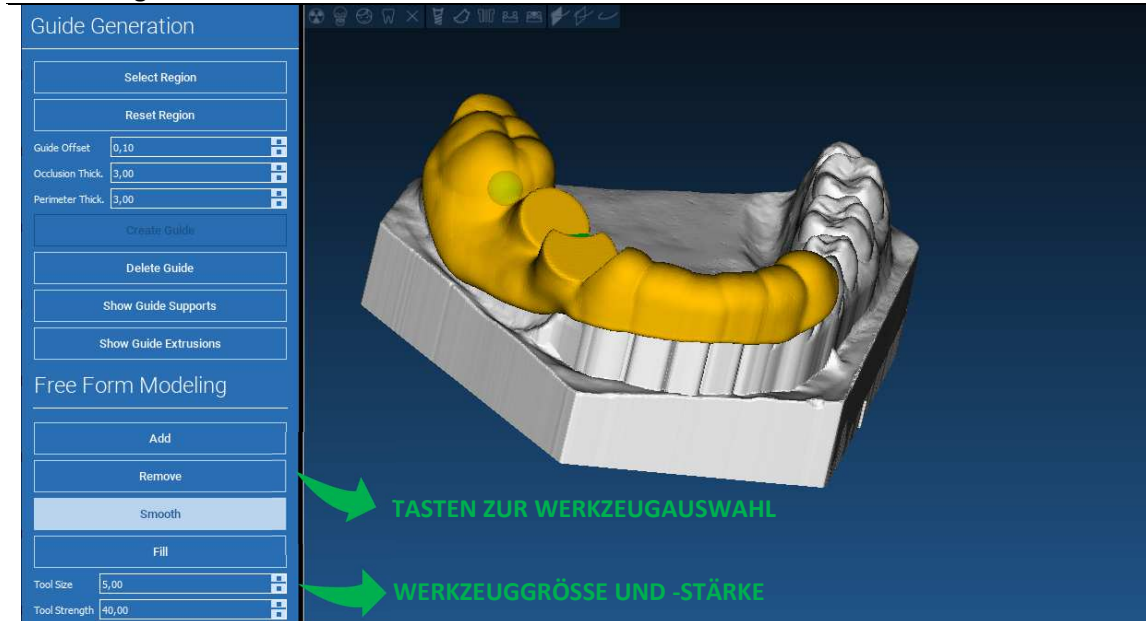 Guide Generation
Select Region
Reset Region
Guide Offset 0,10
Occlusion Thick. 3,00
Perimeter Thick. 3,00
Create Guide
Delete Guide
Show Guide Supports
Show Guide Extrusions
Free Form Modeling
Add
Remove
Smooth
Fill
Tool Size 5,00
Tool Strength 40,00
TASTEN ZUR WERKZEUGAUSWAHL
WERKZEUGGRÖSSE UND -STÄRKE